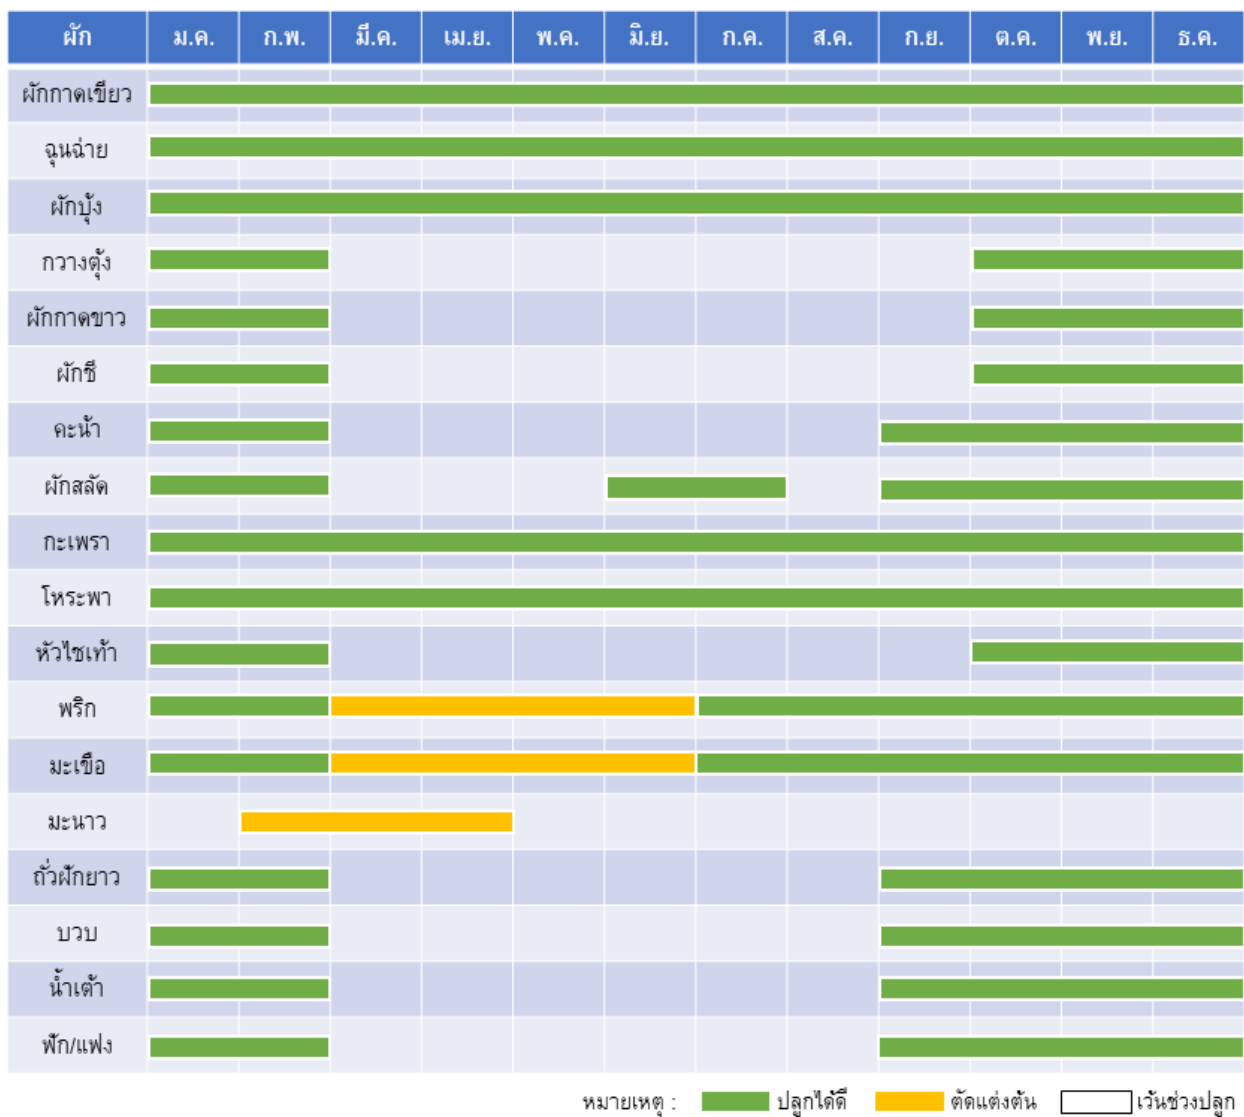 ผัก ม.ค. ก.พ. มี.ค. เม.ย. พ.ค. มิ.ย. ก.ค. ส.ค. ก.ย. ต.ค. พ.ย. ธ.ค.
ผักกาดเขียว
ฉุนฉ่าย
ผักบุ้ง
กวางตุ้ง
ผักกาดขาว
ผักชี
คะน้า
ผักสลัด
กะเพรา
โหระพา
หัวไชเท้า
พริก
มะเขือ
มะนาว
ถั่วฝักยาว
บวบ
น้ำเต้า
ฟัก/แฟง
หมายเหตุ : ปลูกได้ดี ตัดแต่งต้น เว้นช่วงปลูก